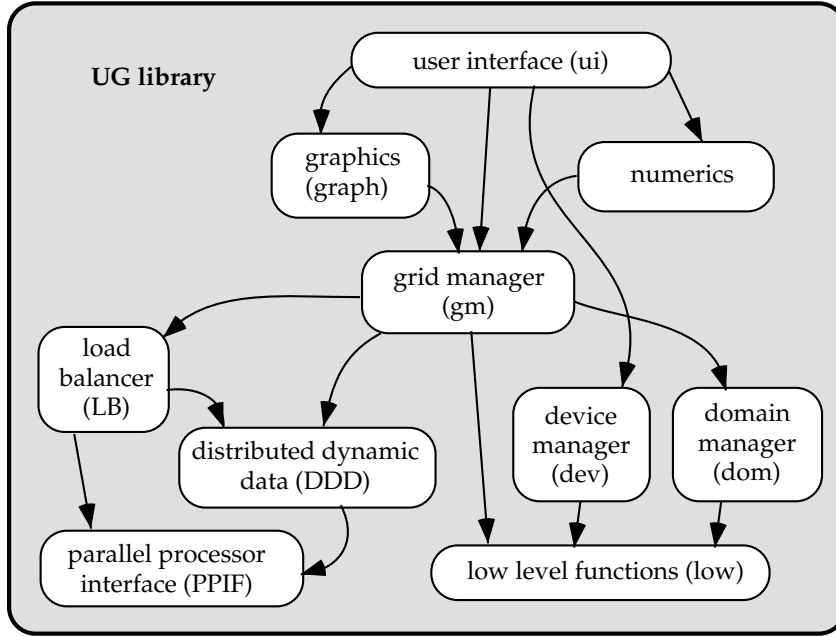 UG library
user interface (ui)
graphics
(graph)
numerics
grid manager
(gm)
load
balancer
(LB)
distributed dynamic
data (DDD)
device
manager
(dev)
domain
manager
(dom)
parallel processor
interface (PPIF)
low level functions (low)